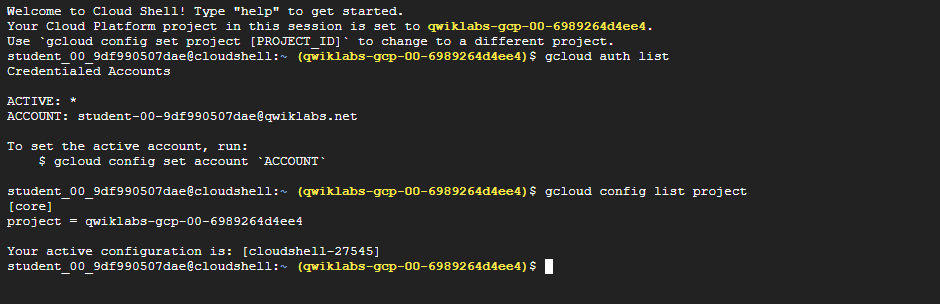 Welcome to Cloud Shell! Type "help" to get started.
Your Cloud Platform project in this session is set to qwiklabs-gcp-00-6989264d4ee4.
Use `gcloud config set project [PROJECT_ID]` to change to a different project.
student_00_9df990507dae@cloudshell:~ (qwiklabs-gcp-00-6989264d4ee4)$ gcloud auth list
Credentialed Accounts
ACTIVE: *
ACCOUNT: student-00-9df990507dae@qwiklabs.net
To set the active account, run:
$ gcloud config set account `ACCOUNT`
student_00_9df990507dae@cloudshell:~ (qwiklabs-gcp-00-6989264d4ee4)$ gcloud config list project
[core]
project = qwiklabs-gcp-00-6989264d4ee4
Your active configuration is: [cloudshell-27545]
student_00_9df990507dae@cloudshell:~ (qwiklabs-gcp-00-6989264d4ee4)$